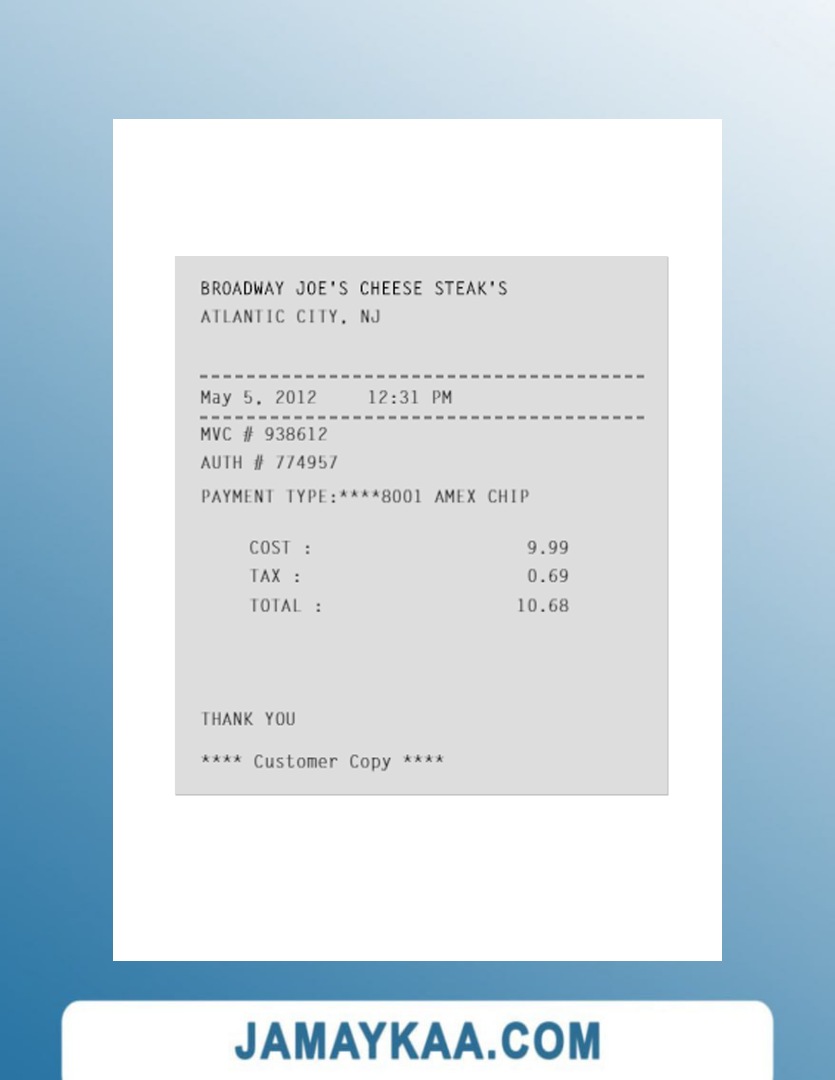 BROADWAY JOE'S CHEESE STEAK'S
ATLANTIC CITY, NJ
May 5, 2012 12:31 PM
MVC # 938612
AUTH # 774957
PAYMENT TYPE:****8001 AMEX CHIP
COST : 9.99
TAX : 0.69
TOTAL : 10.68
THANK YOU
**** Customer Copy ****
JAMAYKAA.COM